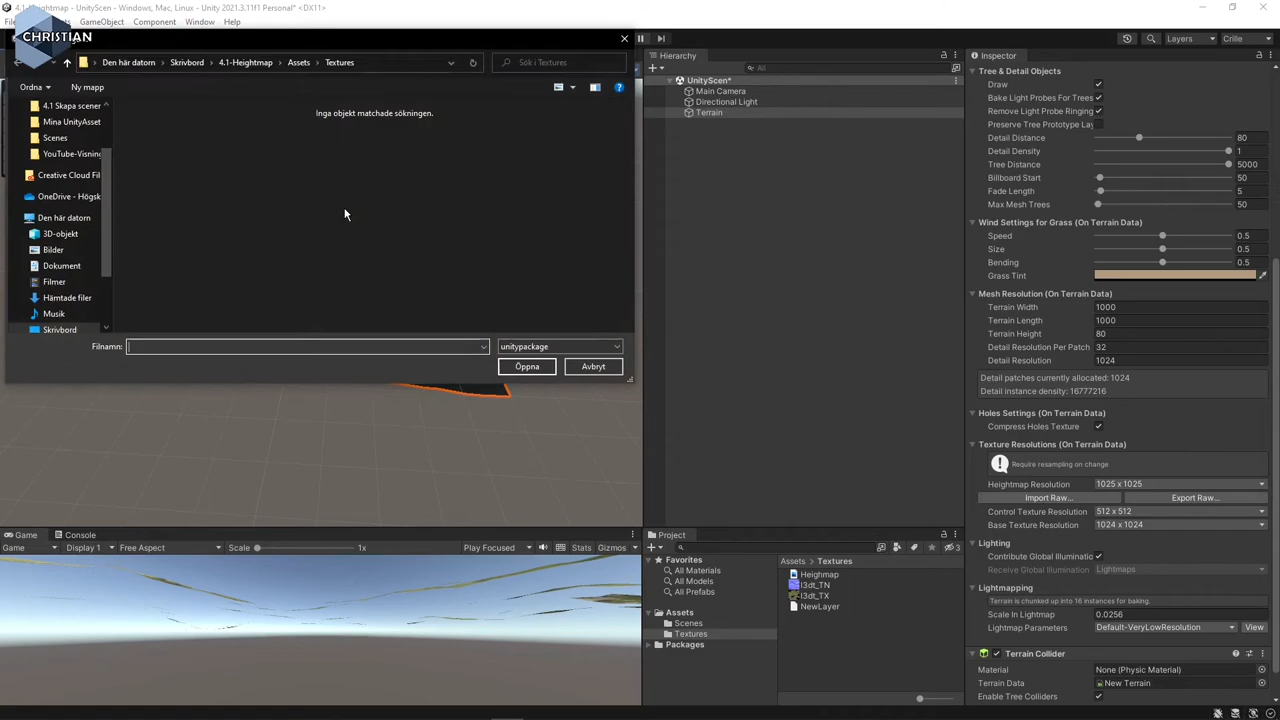 4.1-Heightmap - UnityScen - Windows, Mac, Linux - Unity 2021.3.11f1 Personal* <DX11>
GameObject Component Window Help
CHRISTIAN
Den här datorn Skrivbord 4.1-Heightmap Assets Textures Sök i Textures
Ordna Ny mapp
4.1 Skapa scener
Mina UnityAsset
Scenes
YouTube-Visning
Creative Cloud Fil
OneDrive - Högsk
Den här datorn
3D-objekt
Bilder
Dokument
Filmer
Hämtade filer
Musik
Skrivbord
Inga objekt matchade sökningen.
Filnamn: unitypackage
Öppna Avbryt
Game Console
Game Display 1 Free Aspect Scale 1x Play Focused Stats Gizmos
Layers Crille
Hierarchy
All
UnityScen*
Main Camera
Directional Light
Terrain
Project
3
Favorites
All Materials
All Models
All Prefabs
Assets
Scenes
Textures
Packages
Assets Textures
Heighmap
l3dt_TN
l3dt_TX
NewLayer
Inspector
Tree & Detail Objects
Draw
Bake Light Probes For Trees
Remove Light Probe Ringing
Preserve Tree Prototype Lay
Detail Distance 80
Detail Density 1
Tree Distance 5000
Billboard Start 50
Fade Length 5
Max Mesh Trees 50
Wind Settings for Grass (On Terrain Data)
Speed 0.5
Size 0.5
Bending 0.5
Grass Tint
Mesh Resolution (On Terrain Data)
Terrain Width 1000
Terrain Length 1000
Terrain Height 80
Detail Resolution Per Patch 32
Detail Resolution 1024
Detail patches currently allocated: 1024
Detail instance density: 16777216
Holes Settings (On Terrain Data)
Compress Holes Texture
Texture Resolutions (On Terrain Data)
Require resampling on change
Heightmap Resolution 1025 x 1025
Import Raw... Export Raw...
Control Texture Resolution 512 x 512
Base Texture Resolution 1024 x 1024
Lighting
Contribute Global Illuminatic
Receive Global Illumination Lightmaps
Lightmapping
Terrain is chunked up into 16 instances for baking.
Scale In Lightmap 0.0256
Lightmap Parameters Default-VeryLowResolution View
Terrain Collider
Material None (Physic Material)
Terrain Data New Terrain
Enable Tree Colliders